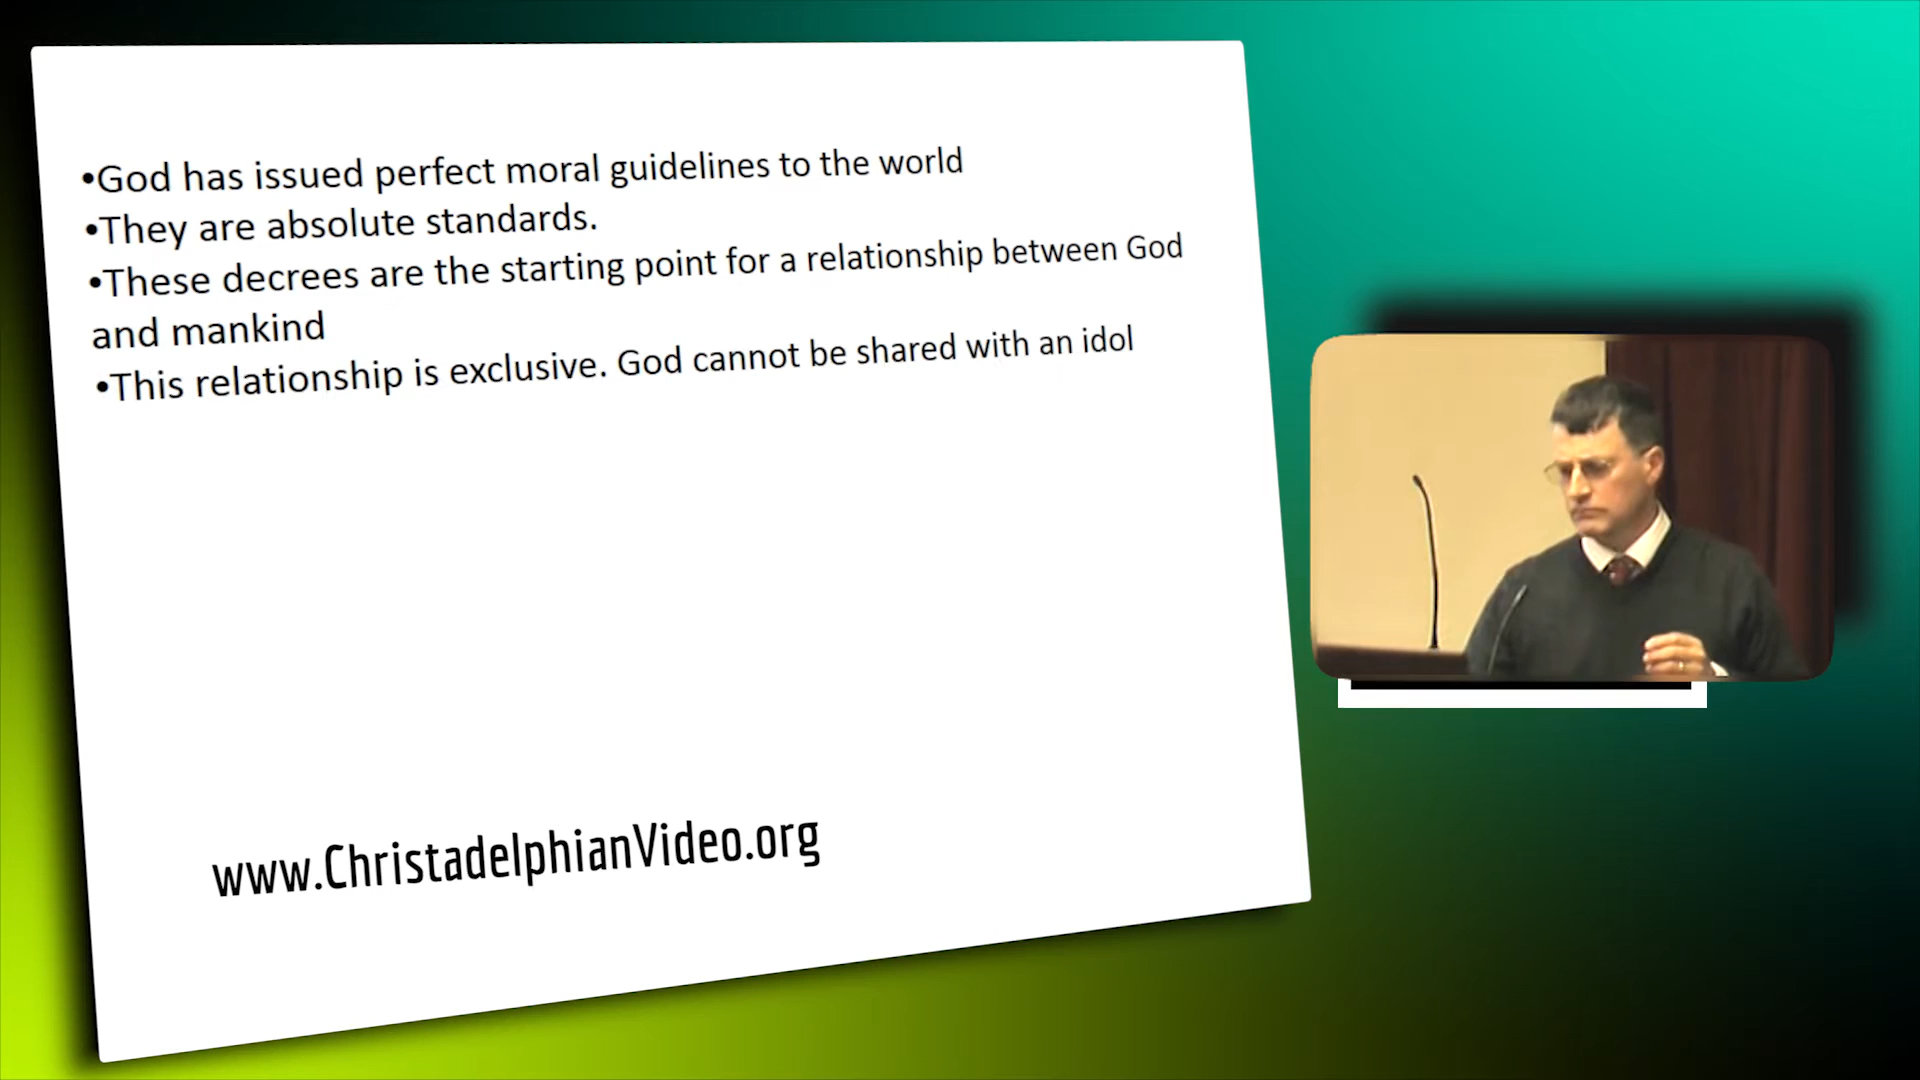 •God has issued perfect moral guidelines to the world
•They are absolute standards.
•These decrees are the starting point for a relationship between God
and mankind
•This relationship is exclusive. God cannot be shared with an idol
www.ChristadelphianVideo.org